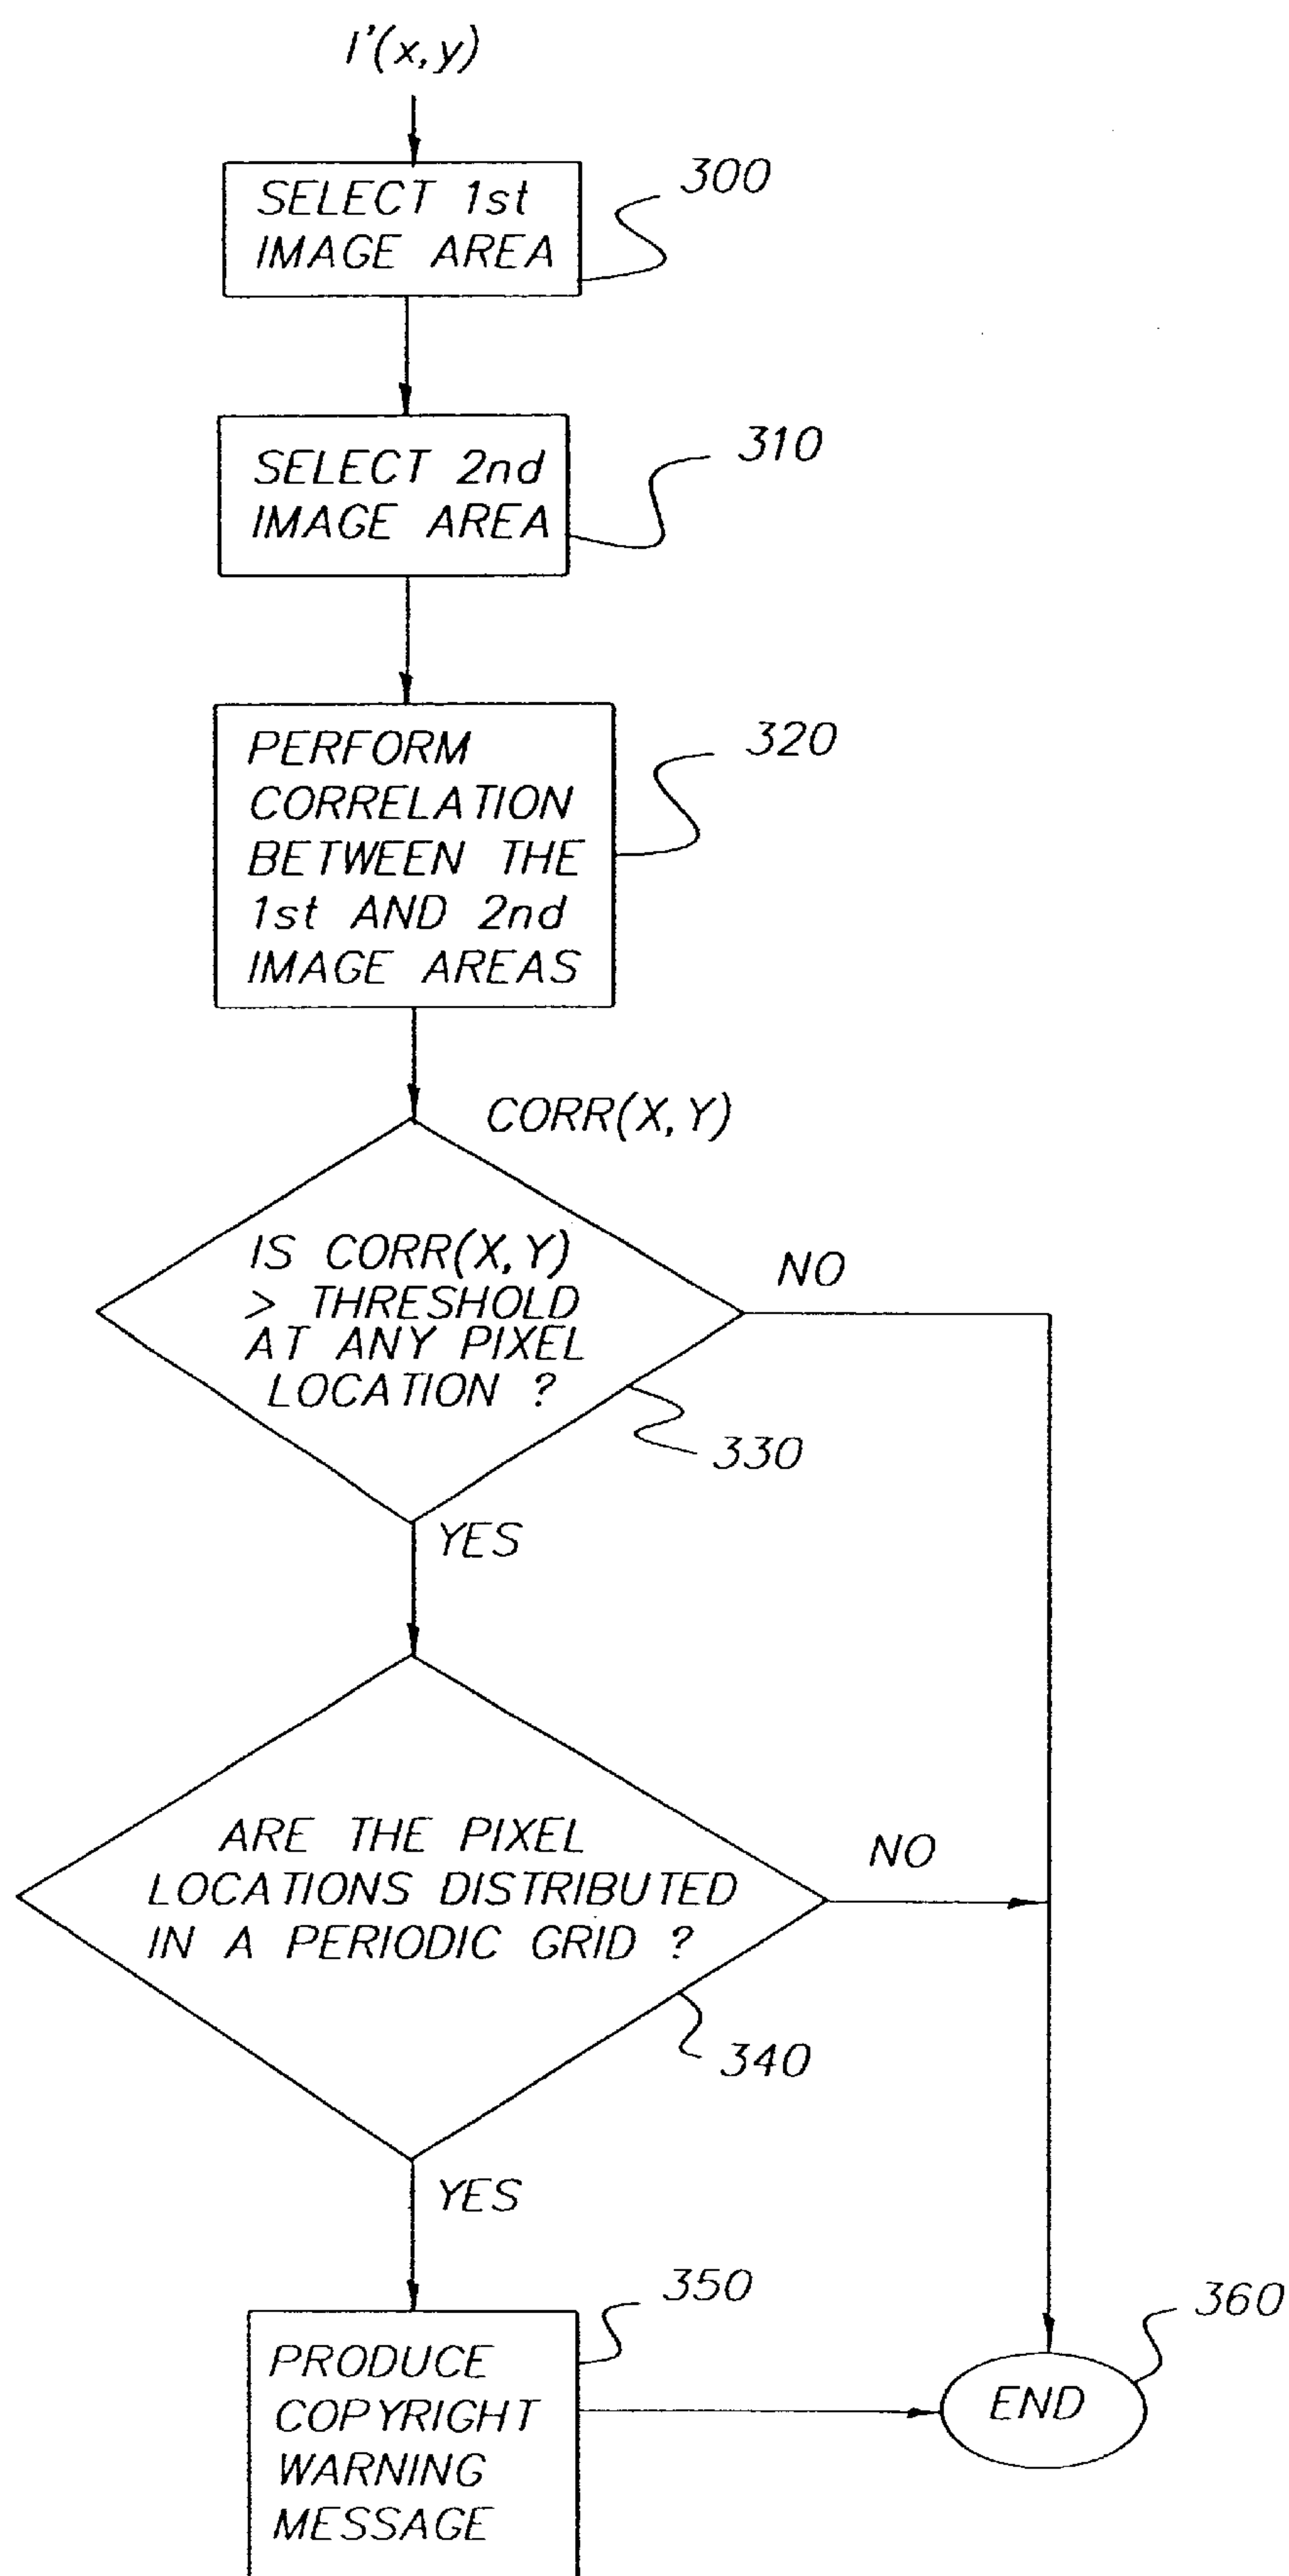 I'(x,y)
SELECT 1st
IMAGE AREA
300
SELECT 2nd
IMAGE AREA
310
PERFORM
CORRELATION
BETWEEN THE
1st AND 2nd
IMAGE AREAS
320
CORR(X,Y)
IS CORR(X,Y)
> THRESHOLD
AT ANY PIXEL
LOCATION ?
NO
330
YES
ARE THE PIXEL
LOCATIONS DISTRIBUTED
IN A PERIODIC GRID ?
NO
340
YES
PRODUCE
COPYRIGHT
WARNING
MESSAGE
350
END
360